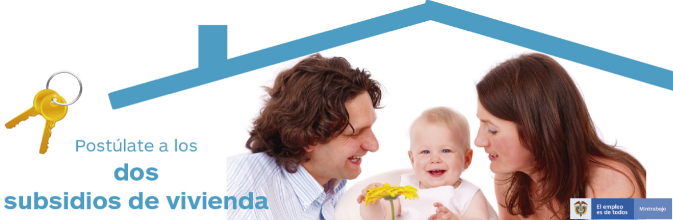 Postúlate a los
dos
subsidios de vivienda
El empleo
es de todos
Mintrabajo